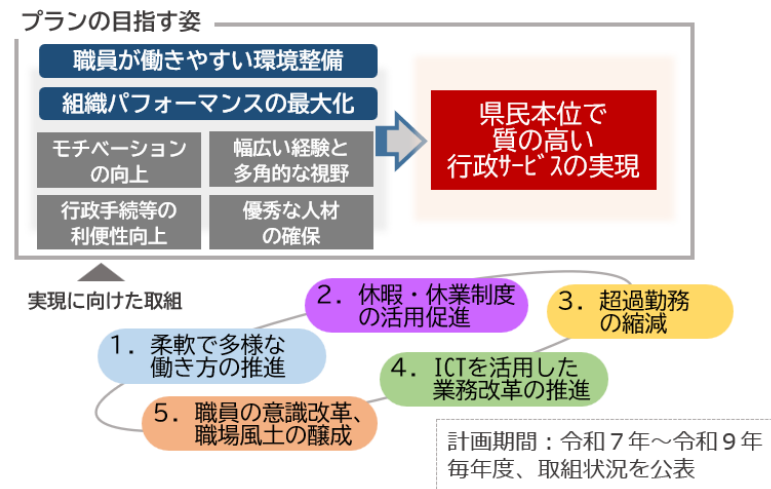 プランの目指す姿
職員が働きやすい環境整備
組織パフォーマンスの最大化
モチベーション
の向上
幅広い経験と
多角的な視野
行政手続等の
利便性向上
優秀な人材
の確保
県民本位で
質の高い
行政ｻｰﾋﾞｽの実現
実現に向けた取組
1．柔軟で多様な
働き方の推進
2．休暇・休業制度
の活用促進
3．超過勤務
の縮減
4．ICTを活用した
業務改革の推進
5．職員の意識改革、
職場風土の醸成
計画期間：令和７年～令和９年
毎年度、取組状況を公表